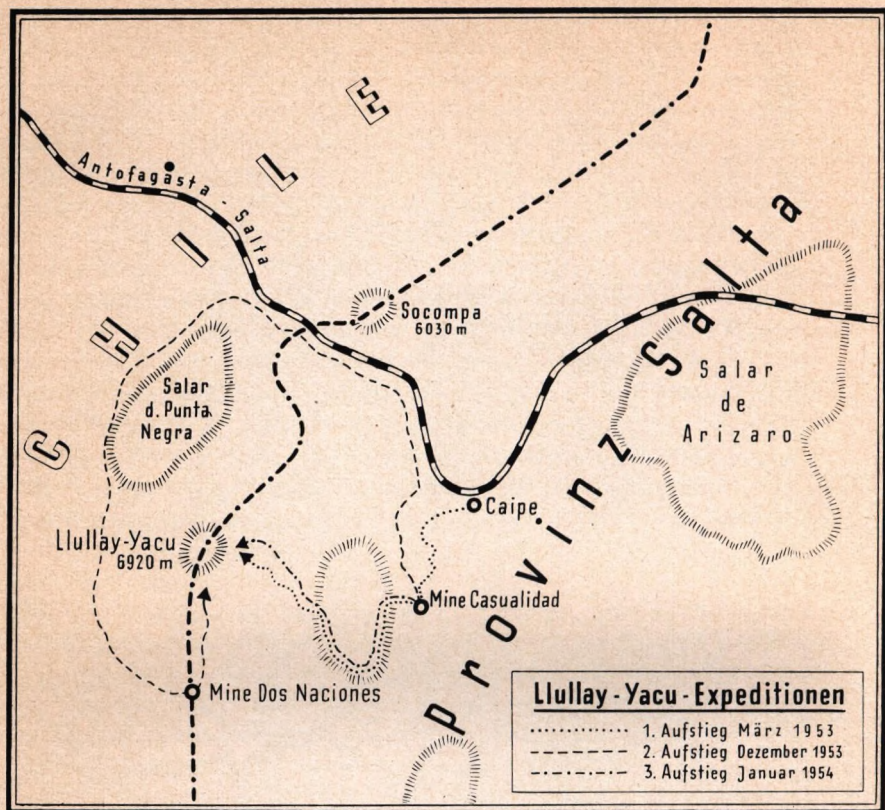 CHILE
Antofagasta - Salta
Socompa
6030 m
Provinz Salta
Salar
d. Punta
Negra
Salar
de
Arizaro
Caipe
Llullay-Yacu
6920 m
Mine Casualidad
Mine Dos Naciones
Llullay-Yacu-Expeditionen
1. Aufstieg März 1953
2. Aufstieg Dezember 1953
3. Aufstieg Januar 1954